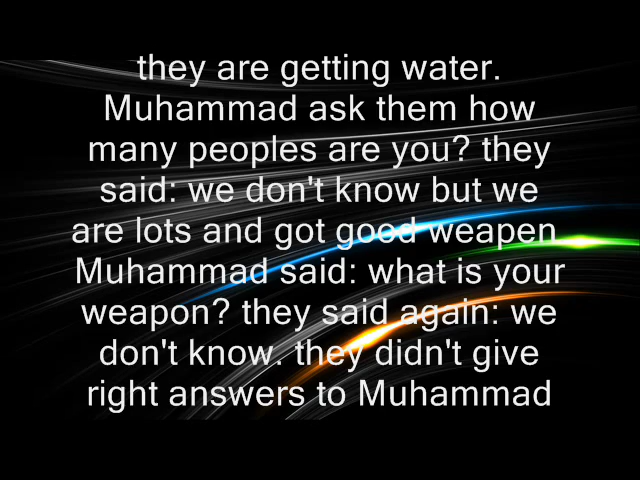 they are getting water.
Muhammad ask them how
many peoples are you? they
said: we don't know but we
are lots and got good weapen
Muhammad said: what is your
weapon? they said again: we
don't know. they didn't give
right answers to Muhammad